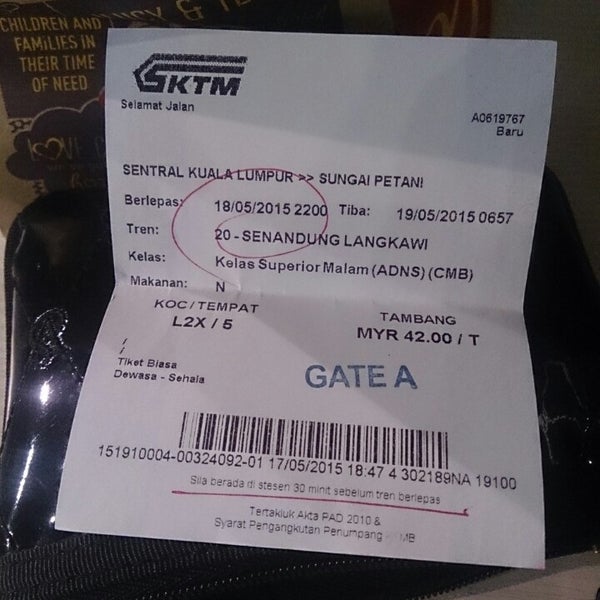 CHILDREN AND
FAMILIES IN
THEIR TIME
OF NEED
KTM
Selamat Jalan
A0619767
Baru
SENTRAL KUALA LUMPUR >> SUNGAI PETANI
Berlepas: 18/05/2015 2200 Tiba: 19/05/2015 0657
Tren: 20 - SENANDUNG LANGKAWI
Kelas: Kelas Superior Malam (ADNS) (CMB)
Makanan: N
KOC / TEMPAT TAMBANG
L2X / 5 MYR 42.00 / T
/
/
Tiket Biasa
Dewasa - Sehala
GATE A
151910004-00324092-01 17/05/2015 18:47 4 302189NA 19100
Sila berada di stesen 30 minit sebelum tren berlepas
Tertakluk Akta PAD 2010 &
Syarat Pengangkutan Penumpang - MB